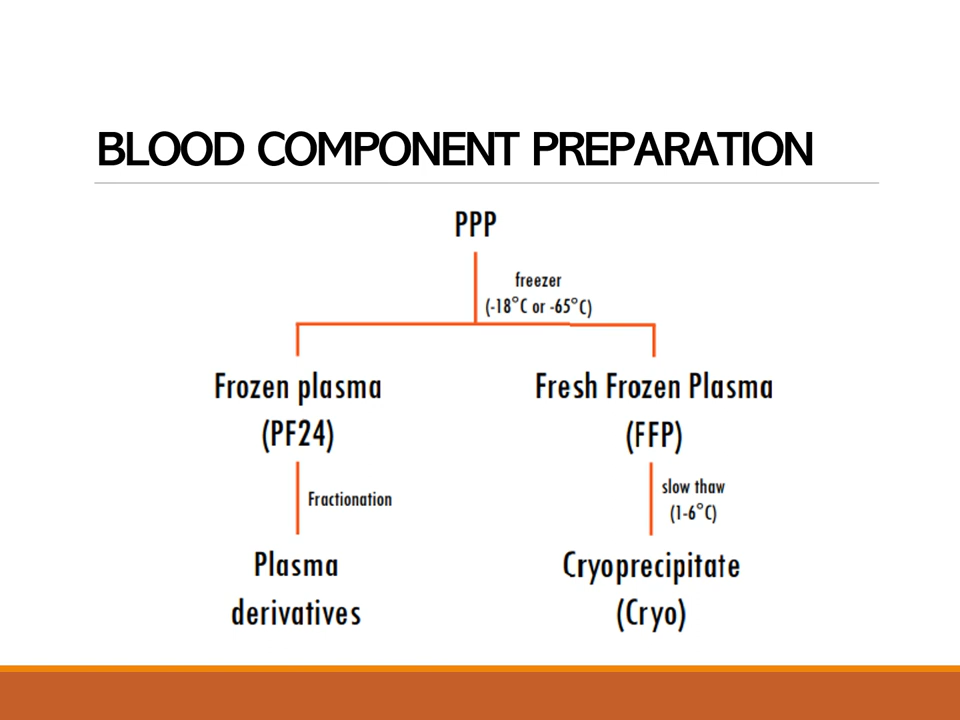 BLOOD COMPONENT PREPARATION
PPP
freezer
(-18°C or -65°C)
Frozen plasma
(PF24)
Fresh Frozen Plasma
(FFP)
Fractionation
slow thaw
(1-6°C)
Plasma
derivatives
Cryoprecipitate
(Cryo)